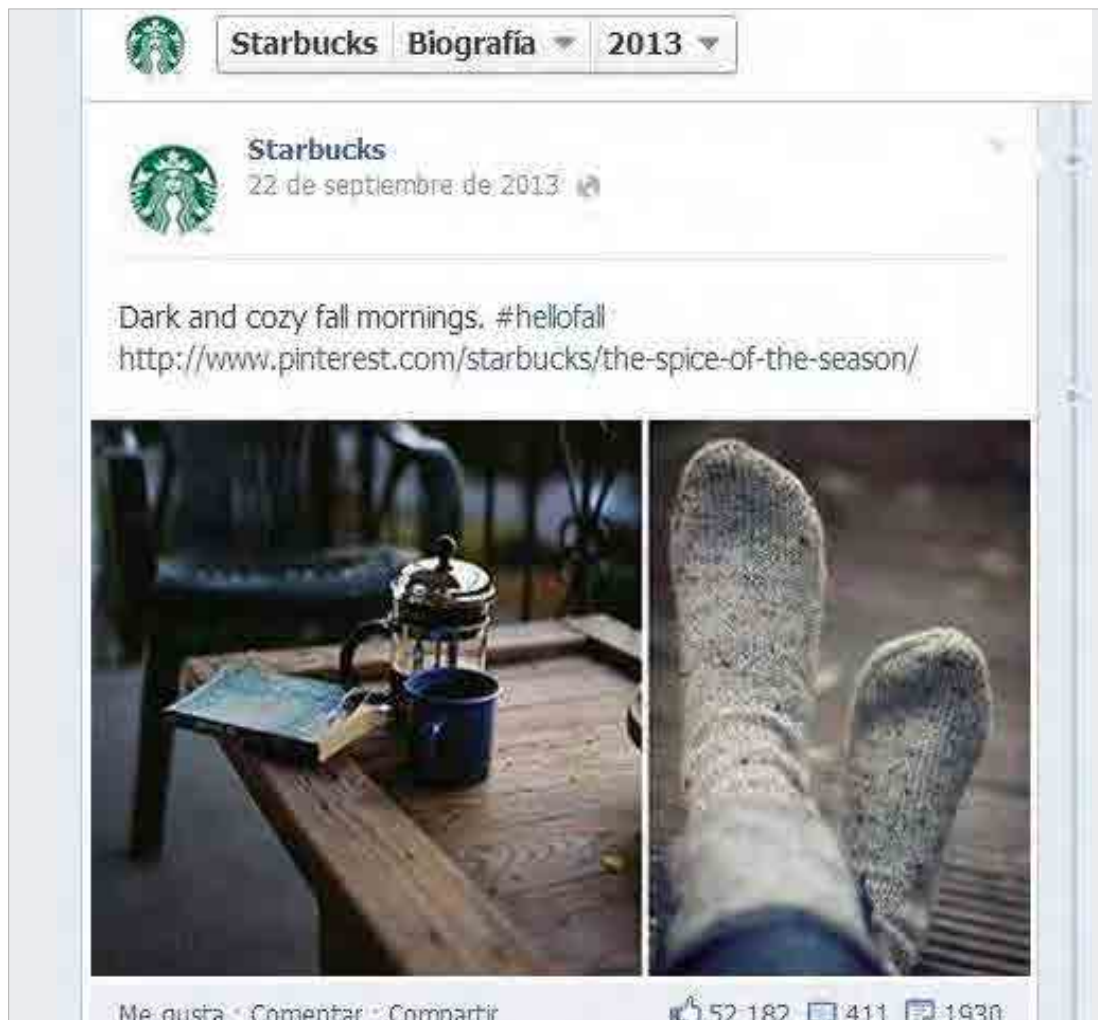 Starbucks Biografía 2013
Starbucks
22 de septiembre de 2013
Dark and cozy fall mornings. #hellofall
http://www.pinterest.com/starbucks/the-spice-of-the-season/
Me gusta · Comentar · Compartir 52 182 411 1930